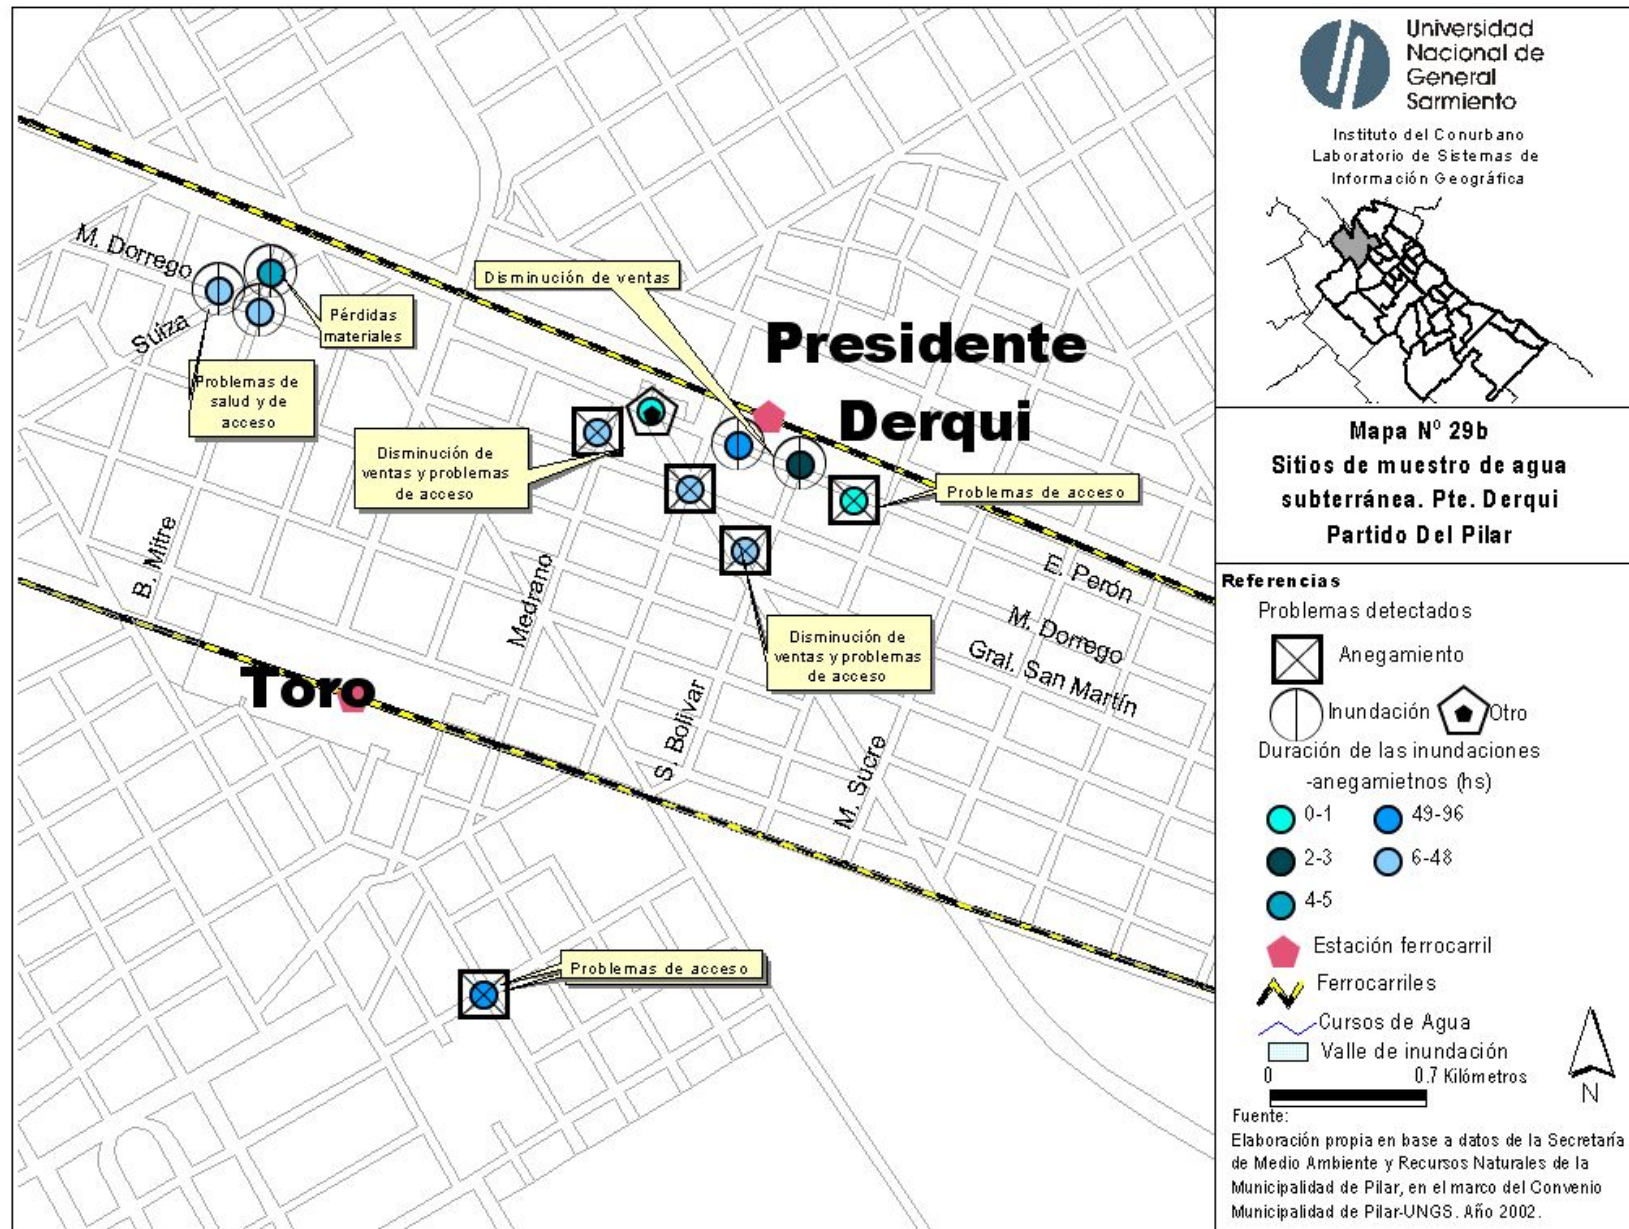 Universidad
Nacional de
General
Sarmiento
Instituto del Conurbano
Laboratorio de Sistemas de
Información Geográfica
Mapa Nº 29b
Sitios de muestro de agua
subterránea. Pte. Derqui
Partido Del Pilar
Referencias
Problemas detectados
Anegamiento
Inundación
Otro
Duración de las inundaciones
-anegamietnos (hs)
0-1
49-96
2-3
6-48
4-5
Estación ferrocarril
Ferrocarriles
Cursos de Agua
Valle de inundación
0
0.7 Kilómetros
N
Fuente:
Elaboración propia en base a datos de la Secretaría
de Medio Ambiente y Recursos Naturales de la
Municipalidad de Pilar, en el marco del Convenio
Municipalidad de Pilar-UNGS. Año 2002.
M. Dorrego
Suiza
Pérdidas
materiales
Problemas de
salud y de
acceso
Disminución de ventas
Presidente
Derqui
Disminución de
ventas y problemas
de acceso
Problemas de acceso
B. Mitre
Medrano
E. Perón
M. Dorrego
Gral. San Martín
Disminución de
ventas y problemas
de acceso
Toro
S. Bolivar
M. Sucre
Problemas de acceso